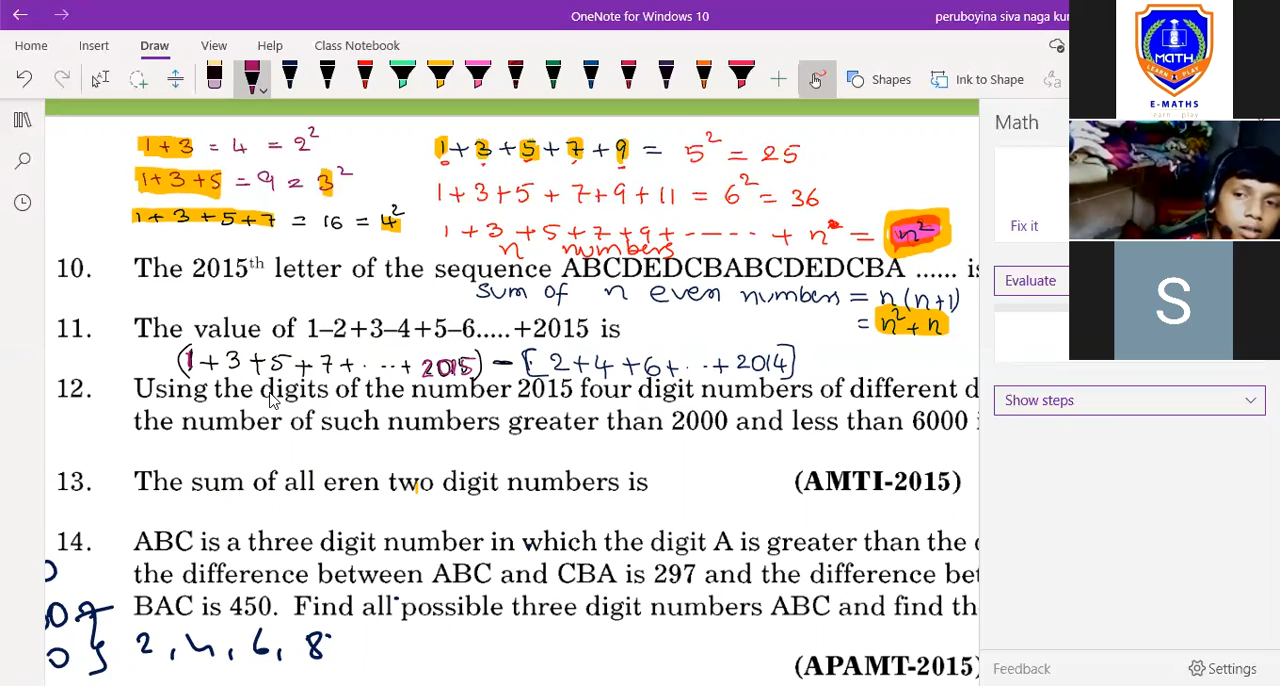 OneNote for Windows 10
peruboyina siva naga kur
Home Insert Draw View Help Class Notebook
Shapes
Ink to Shape
MATH
LEARN PLAY
E-MATHS
earn play
Math
Fix it
Evaluate
Show steps
Feedback
Settings
S
1+3 = 4 = 2²
1+3+5 = 9 = 3²
1+3+5+7 = 16 = 4²
1+3+5+7+9 = 5² = 25
1+3+5+7+9+11 = 6² = 36
1+3+5+7+9+------+ n = n²
n numbers
10. The 2015th letter of the sequence ABCDEDCBABCDEDCBA ...... i
sum of n even numbers = n(n+1)
= n²+n
11. The value of 1–2+3–4+5–6.....+2015 is
(1+3+5+7+.....+2015) - [2+4+6+...+2014]
12. Using the digits of the number 2015 four digit numbers of different d
the number of such numbers greater than 2000 and less than 6000
13. The sum of all eren two digit numbers is (AMTI-2015)
14. ABC is a three digit number in which the digit A is greater than the
the difference between ABC and CBA is 297 and the difference be
BAC is 450. Find all possible three digit numbers ABC and find th
2, 4, 6, 8
(APAMT-2015)